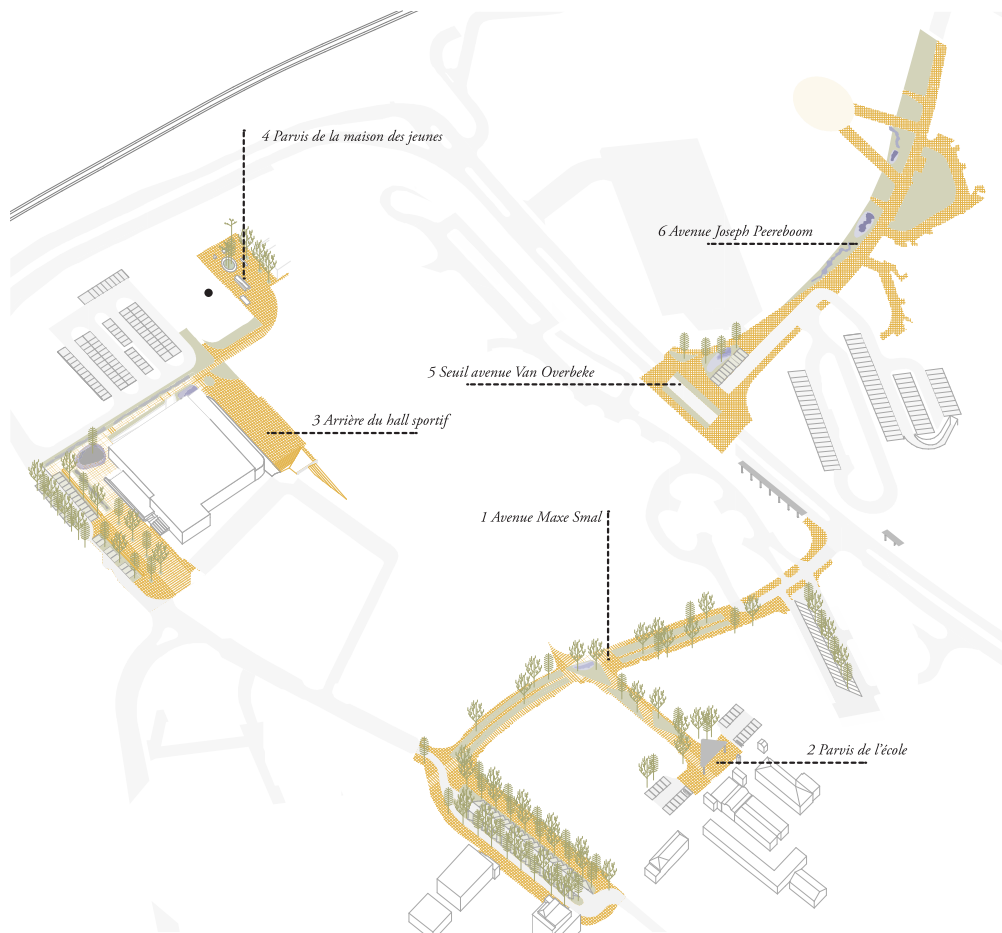 4 Parvis de la maison des jeunes
6 Avenue Joseph Peereboom
5 Seuil avenue Van Overbeke
3 Arrière du hall sportif
1 Avenue Maxe Smal
2 Parvis de l'école